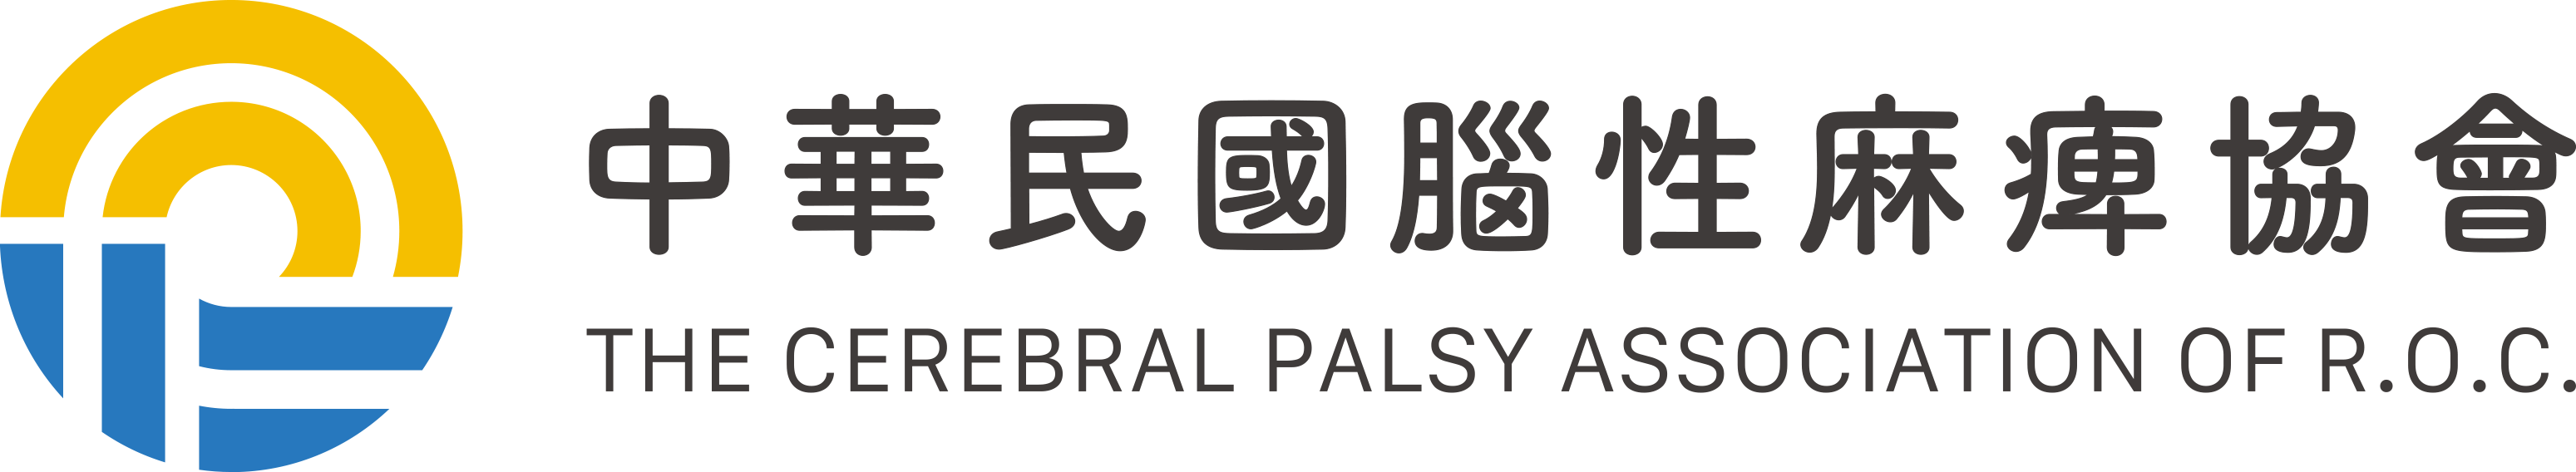 中華民國腦性麻痺協會
THE CEREBRAL PALSY ASSOCIATION OF R.O.C.